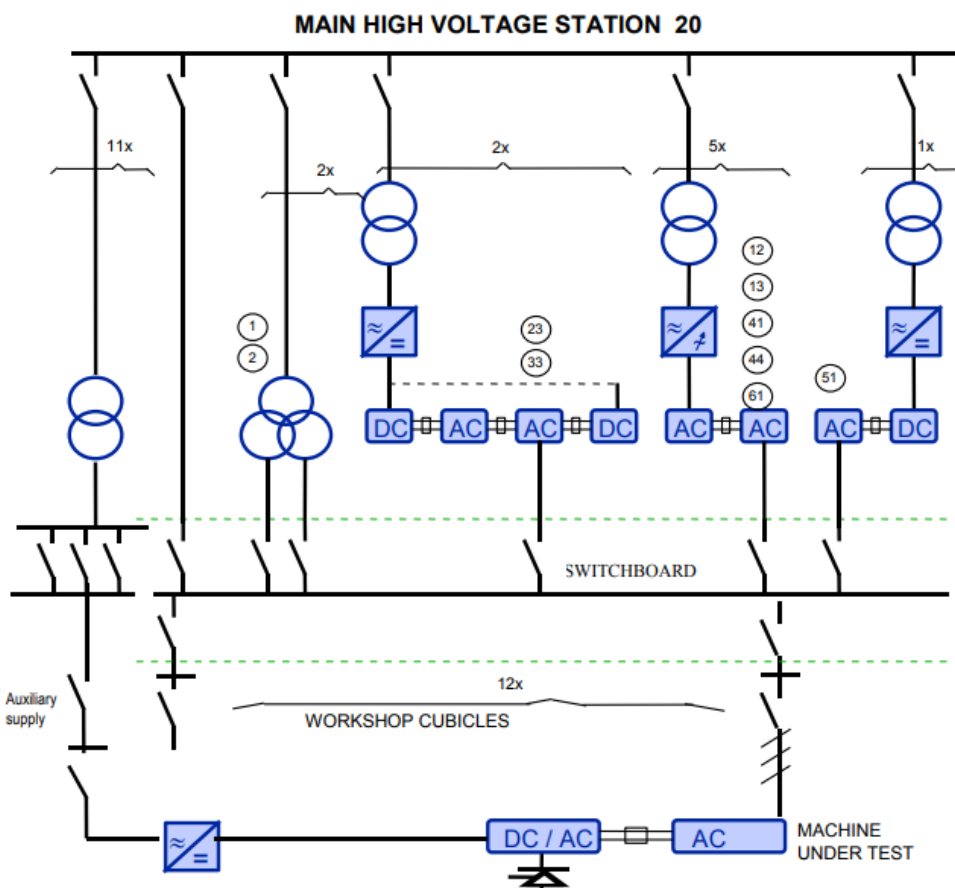 MAIN HIGH VOLTAGE STATION 20
11x
2x
2x
5x
1x
1
2
23
33
12
13
41
44
61
51
≈ =
≈
≈ =
DC
AC
AC
DC
AC
AC
AC
DC
SWITCHBOARD
Auxiliary
supply
12x
WORKSHOP CUBICLES
≈ =
DC / AC
AC
MACHINE
UNDER TEST